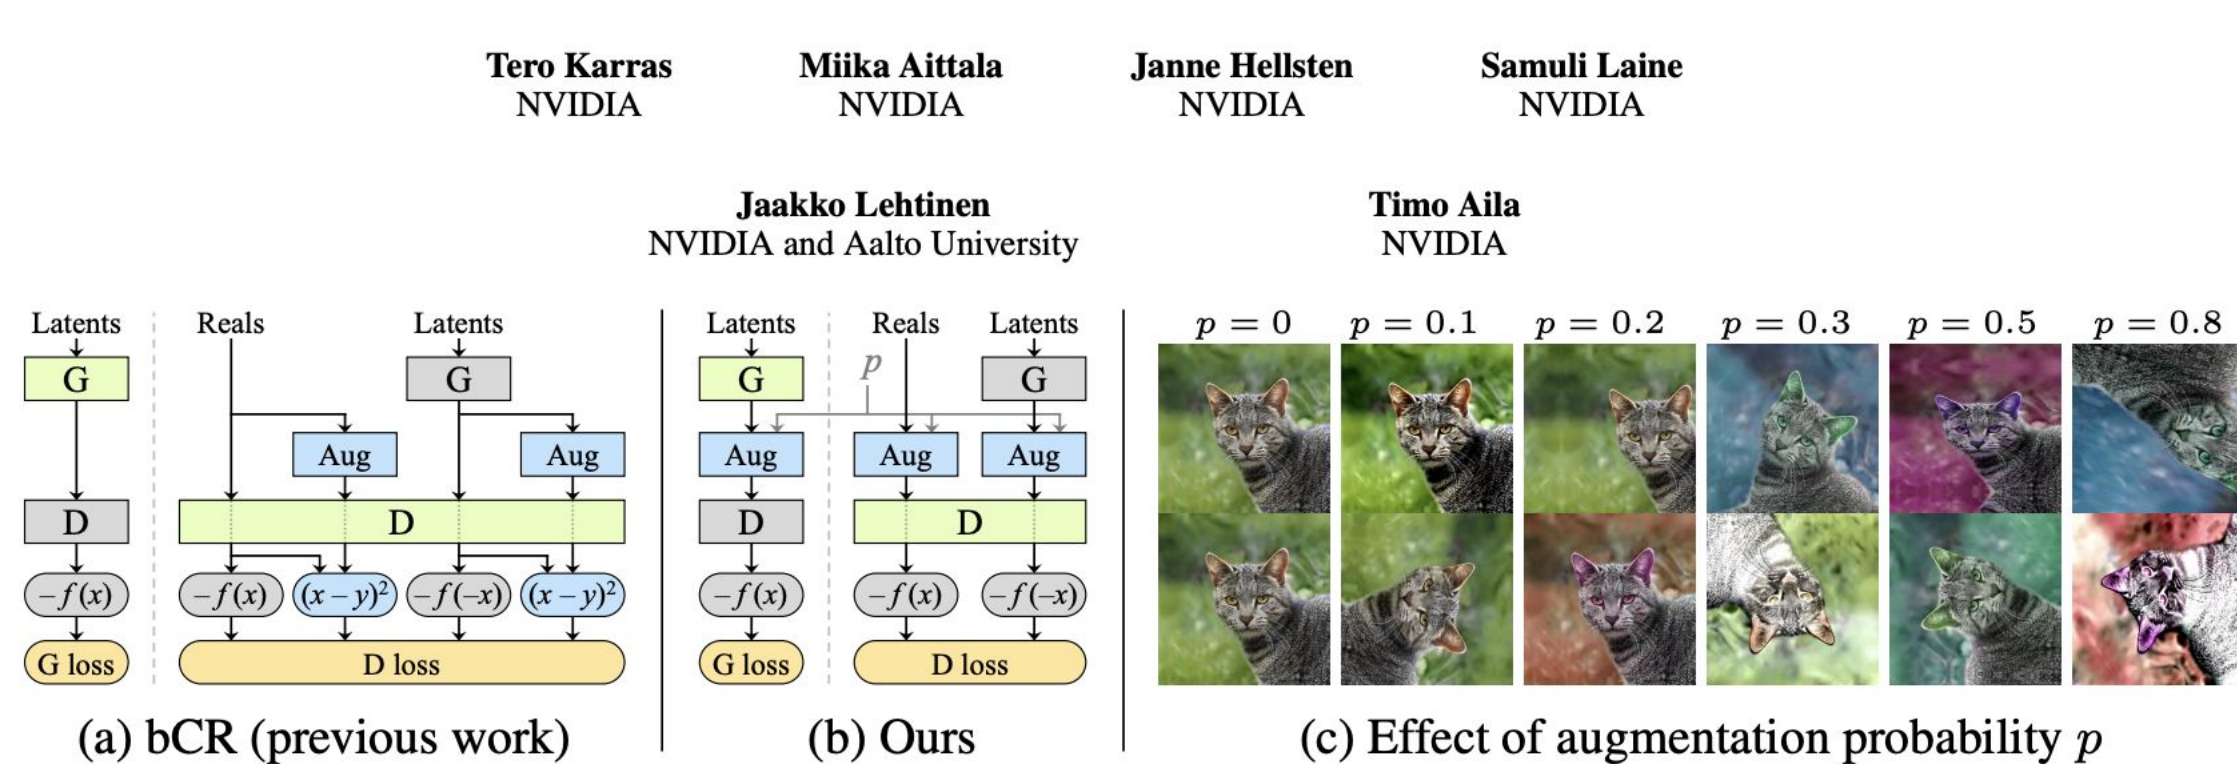 Tero Karras Miika Aittala Janne Hellsten Samuli Laine
NVIDIA NVIDIA NVIDIA NVIDIA
Jaakko Lehtinen Timo Aila
NVIDIA and Aalto University NVIDIA
Latents Reals Latents
G G
Aug Aug
D D
−f(x) −f(x) (x − y)² −f(−x) (x − y)²
G loss D loss
(a) bCR (previous work)
Latents Reals Latents
p
G G
Aug Aug Aug
D D
−f(x) −f(x) −f(−x)
G loss D loss
(b) Ours
p = 0 p = 0.1 p = 0.2 p = 0.3 p = 0.5 p = 0.8
(c) Effect of augmentation probability p